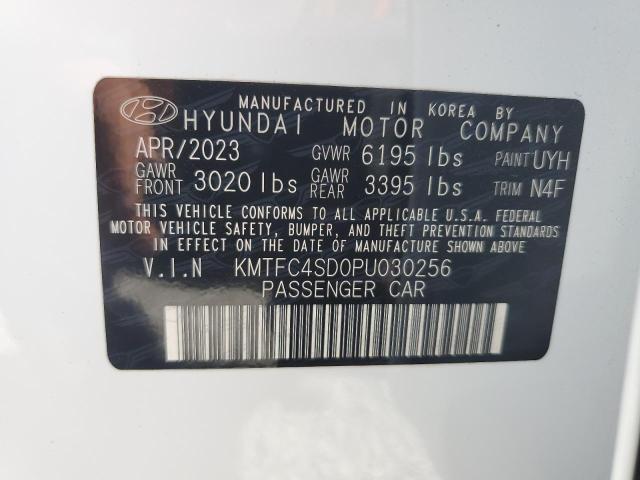 MANUFACTURED IN KOREA BY
HYUNDAI MOTOR COMPANY
APR/2023 GVWR 6195 lbs PAINT UYH
GAWR FRONT 3020 lbs GAWR REAR 3395 lbs TRIM N4F
THIS VEHICLE CONFORMS TO ALL APPLICABLE U.S.A. FEDERAL
MOTOR VEHICLE SAFETY, BUMPER, AND THEFT PREVENTION STANDARDS
IN EFFECT ON THE DATE OF MANUFACTURE SHOWN ABOVE.
V.I.N KMTFC4SD0PU030256
PASSENGER CAR